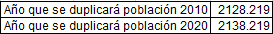 Año que se duplicará población 2010 2128.219
Año que se duplicará población 2020 2138.219